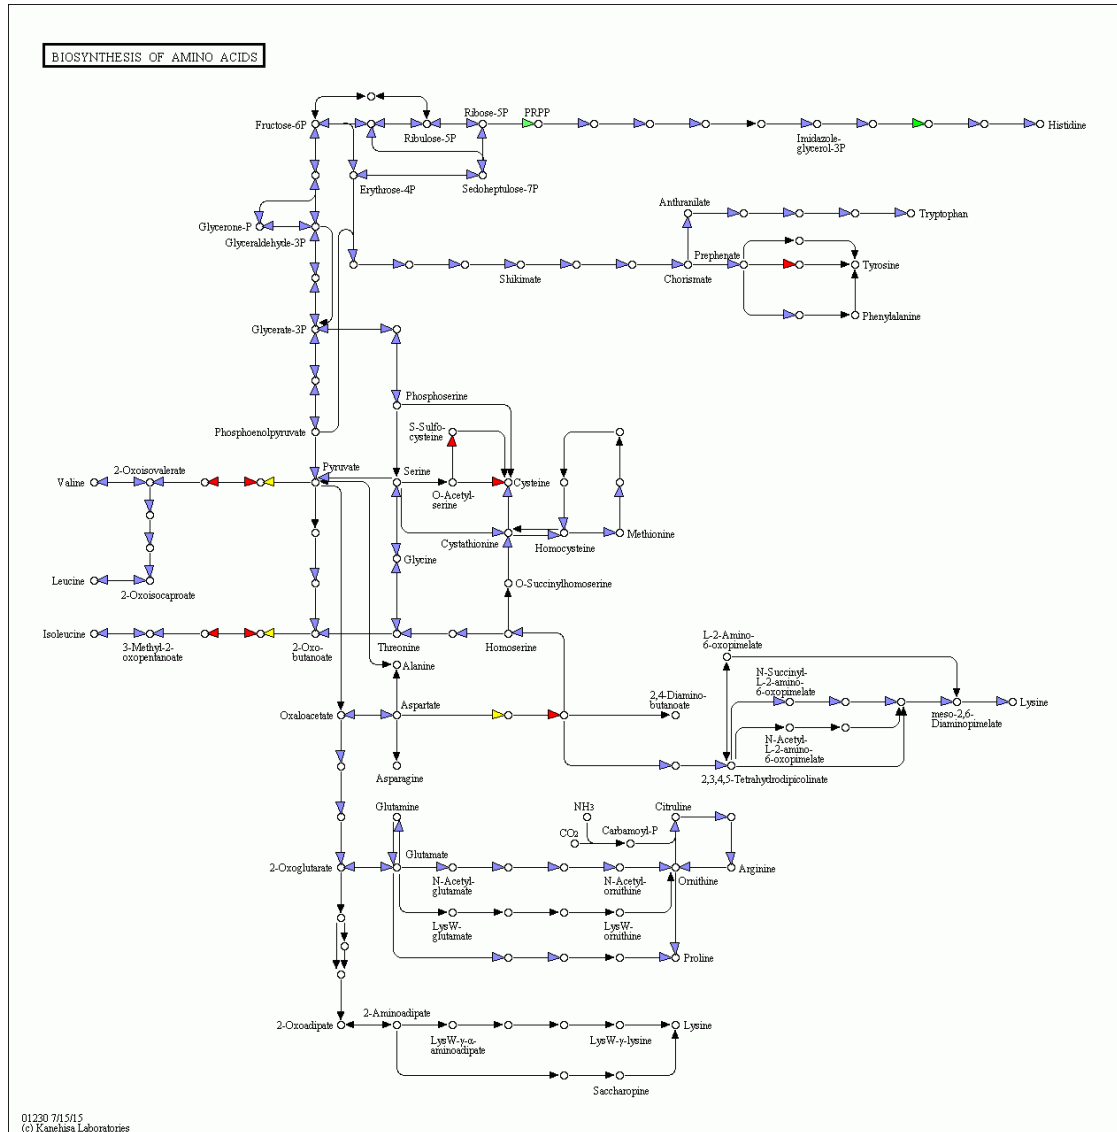 BIOSYNTHESIS OF AMINO ACIDS
Fructose-6P
Ribulose-5P
Ribose-5P
PRPP
Imidazole-
glycerol-3P
Histidine
Erythrose-4P
Sedoheptulose-7P
Glycerone-P
Glyceraldehyde-3P
Anthranilate
Tryptophan
Shikimate
Chorismate
Prephenate
Tyrosine
Phenylalanine
Glycerate-3P
Phosphoserine
Phosphoenolpyruvate
S-Sulfo-
cysteine
Valine
2-Oxoisovalerate
Pyruvate
Serine
O-Acetyl-
serine
Cysteine
Cystathionine
Homocysteine
Methionine
Glycine
Leucine
2-Oxoisocaproate
O-Succinylhomoserine
Isoleucine
3-Methyl-2-
oxopentanoate
2-Oxo-
butanoate
Threonine
Homoserine
Alanine
L-2-Amino-
6-oxopimelate
N-Succinyl-
L-2-amino-
6-oxopimelate
Oxaloacetate
Aspartate
2,4-Diamino-
butanoate
meso-2,6-
Diaminopimelate
Lysine
N-Acetyl-
L-2-amino-
6-oxopimelate
Asparagine
2,3,4,5-Tetrahydrodipicolinate
Glutamine
NH3
CO2
Carbamoyl-P
Citruline
2-Oxoglutarate
Glutamate
N-Acetyl-
glutamate
N-Acetyl-
ornithine
Ornithine
Arginine
LysW-
glutamate
LysW-
ornithine
Proline
2-Oxoadipate
2-Aminoadipate
LysW-γ-α-
aminoadipate
LysW-γ-lysine
Lysine
Saccharopine
01230 7/15/15
(c) Kanehisa Laboratories